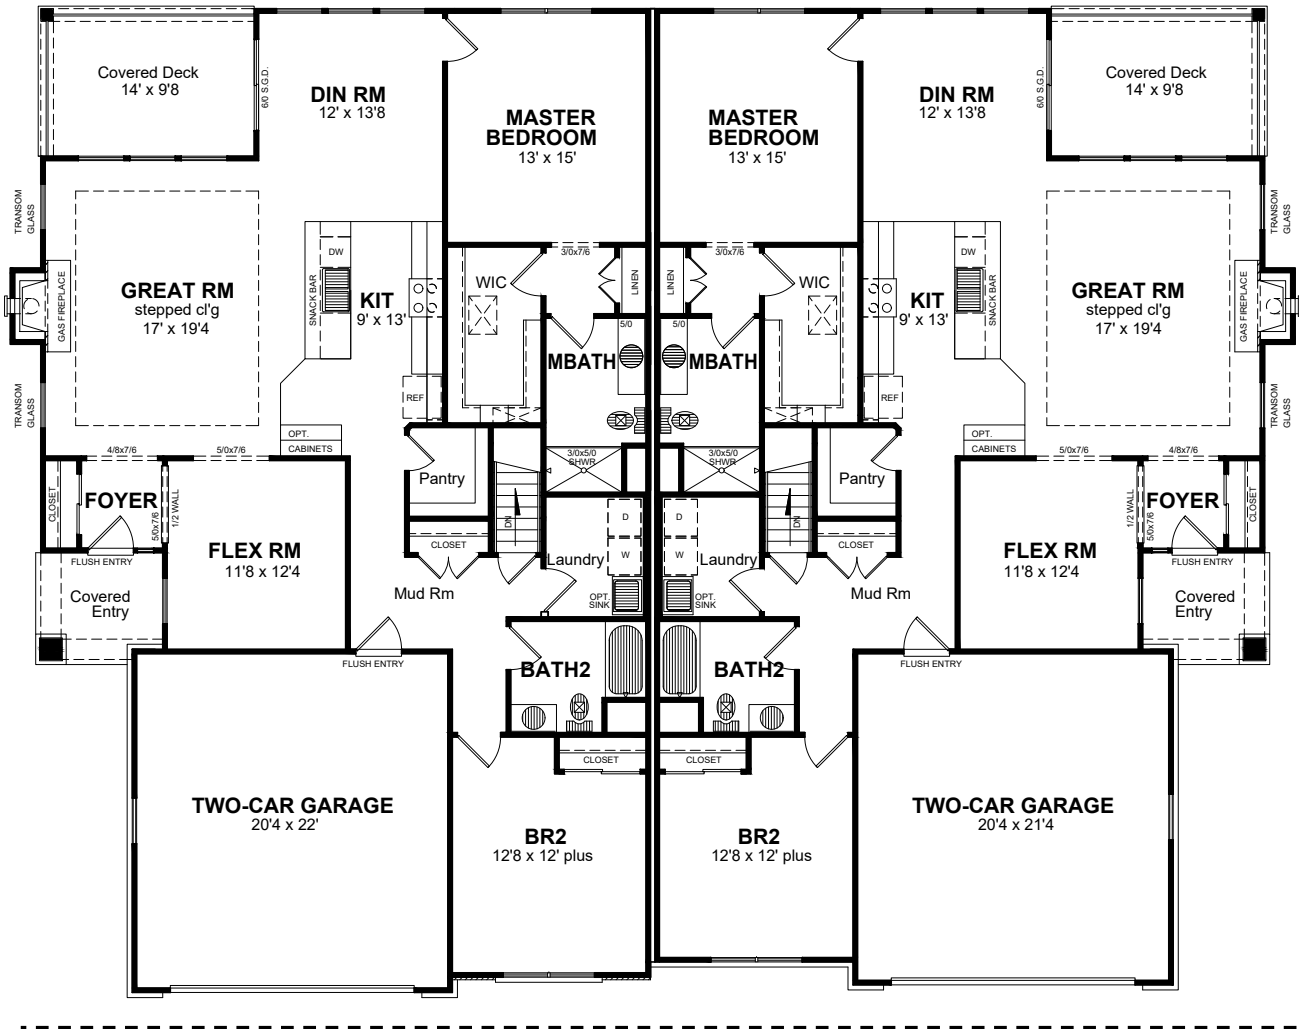 Covered Deck
14' x 9'8
6/0 S.G.D.
DIN RM
12' x 13'8
MASTER
BEDROOM
13' x 15'
TRANSOM
GLASS
GREAT RM
stepped cl'g
17' x 19'4
GAS FIREPLACE
TRANSOM
GLASS
SNACK BAR
DW
KIT
9' x 13'
REF
OPT.
CABINETS
WIC
3/0x7/6
LINEN
5/0
MBATH
3/0x5/0
SHWR
4/8x7/6
5/0x7/6
CLOSET
FOYER
5/0x7/6
1/2 WALL
FLUSH ENTRY
Covered
Entry
FLEX RM
11'8 x 12'4
Pantry
CLOSET
Mud Rm
DN
D
W
Laundry
OPT.
SINK
BATH2
FLUSH ENTRY
CLOSET
TWO-CAR GARAGE
20'4 x 22'
BR2
12'8 x 12' plus
MASTER
BEDROOM
13' x 15'
DIN RM
12' x 13'8
6/0 S.G.D.
Covered Deck
14' x 9'8
3/0x7/6
LINEN
5/0
WIC
MBATH
3/0x5/0
SHWR
KIT
9' x 13'
DW
SNACK BAR
REF
OPT.
CABINETS
GREAT RM
stepped cl'g
17' x 19'4
GAS FIREPLACE
TRANSOM
GLASS
TRANSOM
GLASS
5/0x7/6
4/8x7/6
1/2 WALL
5/0x7/6
FOYER
CLOSET
FLUSH ENTRY
Covered
Entry
FLEX RM
11'8 x 12'4
Pantry
CLOSET
Mud Rm
DN
D
W
Laundry
OPT.
SINK
BATH2
FLUSH ENTRY
CLOSET
BR2
12'8 x 12' plus
TWO-CAR GARAGE
20'4 x 21'4